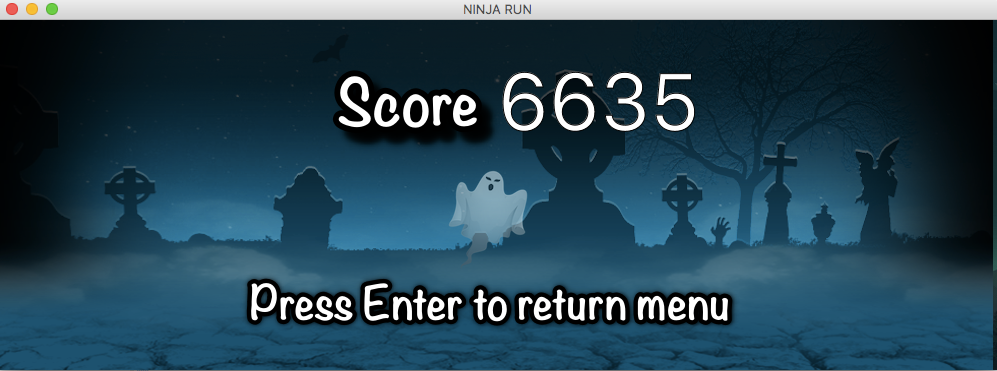 NINJA RUN
Score 6635
Press Enter to return menu